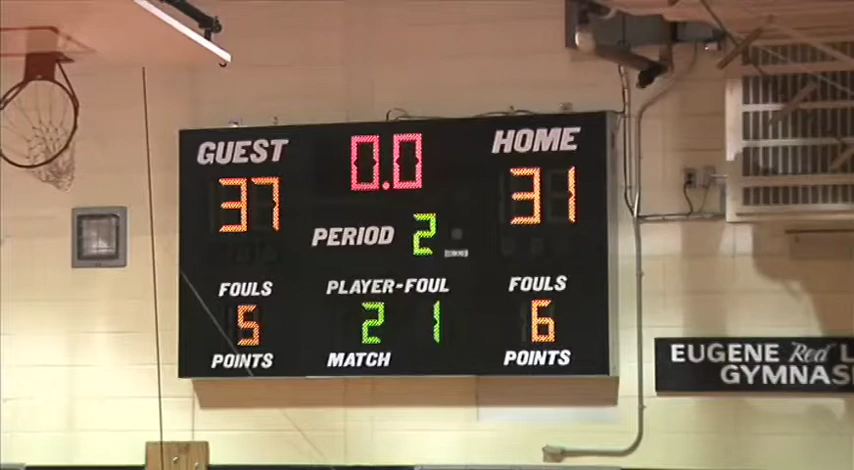 GUEST 0.0 HOME
37 31
PERIOD 2
FOULS PLAYER-FOUL FOULS
5 2 1 6
POINTS MATCH POINTS
EUGENE Red L
GYMNAS